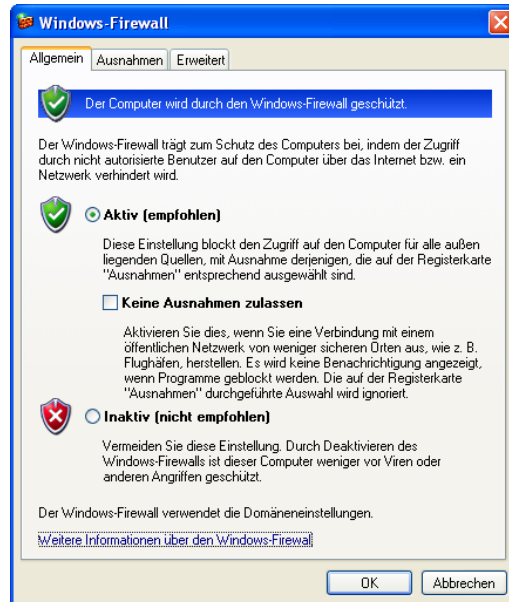 Windows-Firewall
Allgemein Ausnahmen Erweitert
Der Computer wird durch den Windows-Firewall geschützt.
Der Windows-Firewall trägt zum Schutz des Computers bei, indem der Zugriff
durch nicht autorisierte Benutzer auf den Computer über das Internet bzw. ein
Netzwerk verhindert wird.
Aktiv (empfohlen)
Diese Einstellung blockt den Zugriff auf den Computer für alle außen
liegenden Quellen, mit Ausnahme derjenigen, die auf der Registerkarte
"Ausnahmen" entsprechend ausgewählt sind.
Keine Ausnahmen zulassen
Aktivieren Sie dies, wenn Sie eine Verbindung mit einem
öffentlichen Netzwerk von weniger sicheren Orten aus, wie z. B.
Flughäfen, herstellen. Es wird keine Benachrichtigung angezeigt,
wenn Programme geblockt werden. Die auf der Registerkarte
"Ausnahmen" durchgeführte Auswahl wird ignoriert.
Inaktiv (nicht empfohlen)
Vermeiden Sie diese Einstellung. Durch Deaktivieren des
Windows-Firewalls ist dieser Computer weniger vor Viren oder
anderen Angriffen geschützt.
Der Windows-Firewall verwendet die Domäneneinstellungen.
Weitere Informationen über den Windows-Firewal
OK Abbrechen